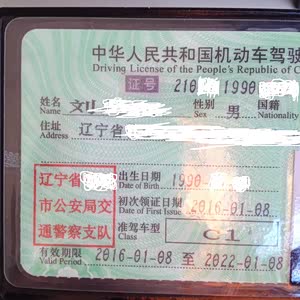 中华人民共和国机动车驾驶
Driving License of the People's Republic of C
证号 210 1990
姓名 Name 刘 性别 Sex 男 国籍 Nationality
住址 Address 辽宁省
辽宁省
市公安局交
通警察支队
出生日期 Date of Birth 1990-
初次领证日期 Date of First Issue 2016-01-08
准驾车型 Class C1
有效期限 Valid Period 2016-01-08 至 2022-01-08